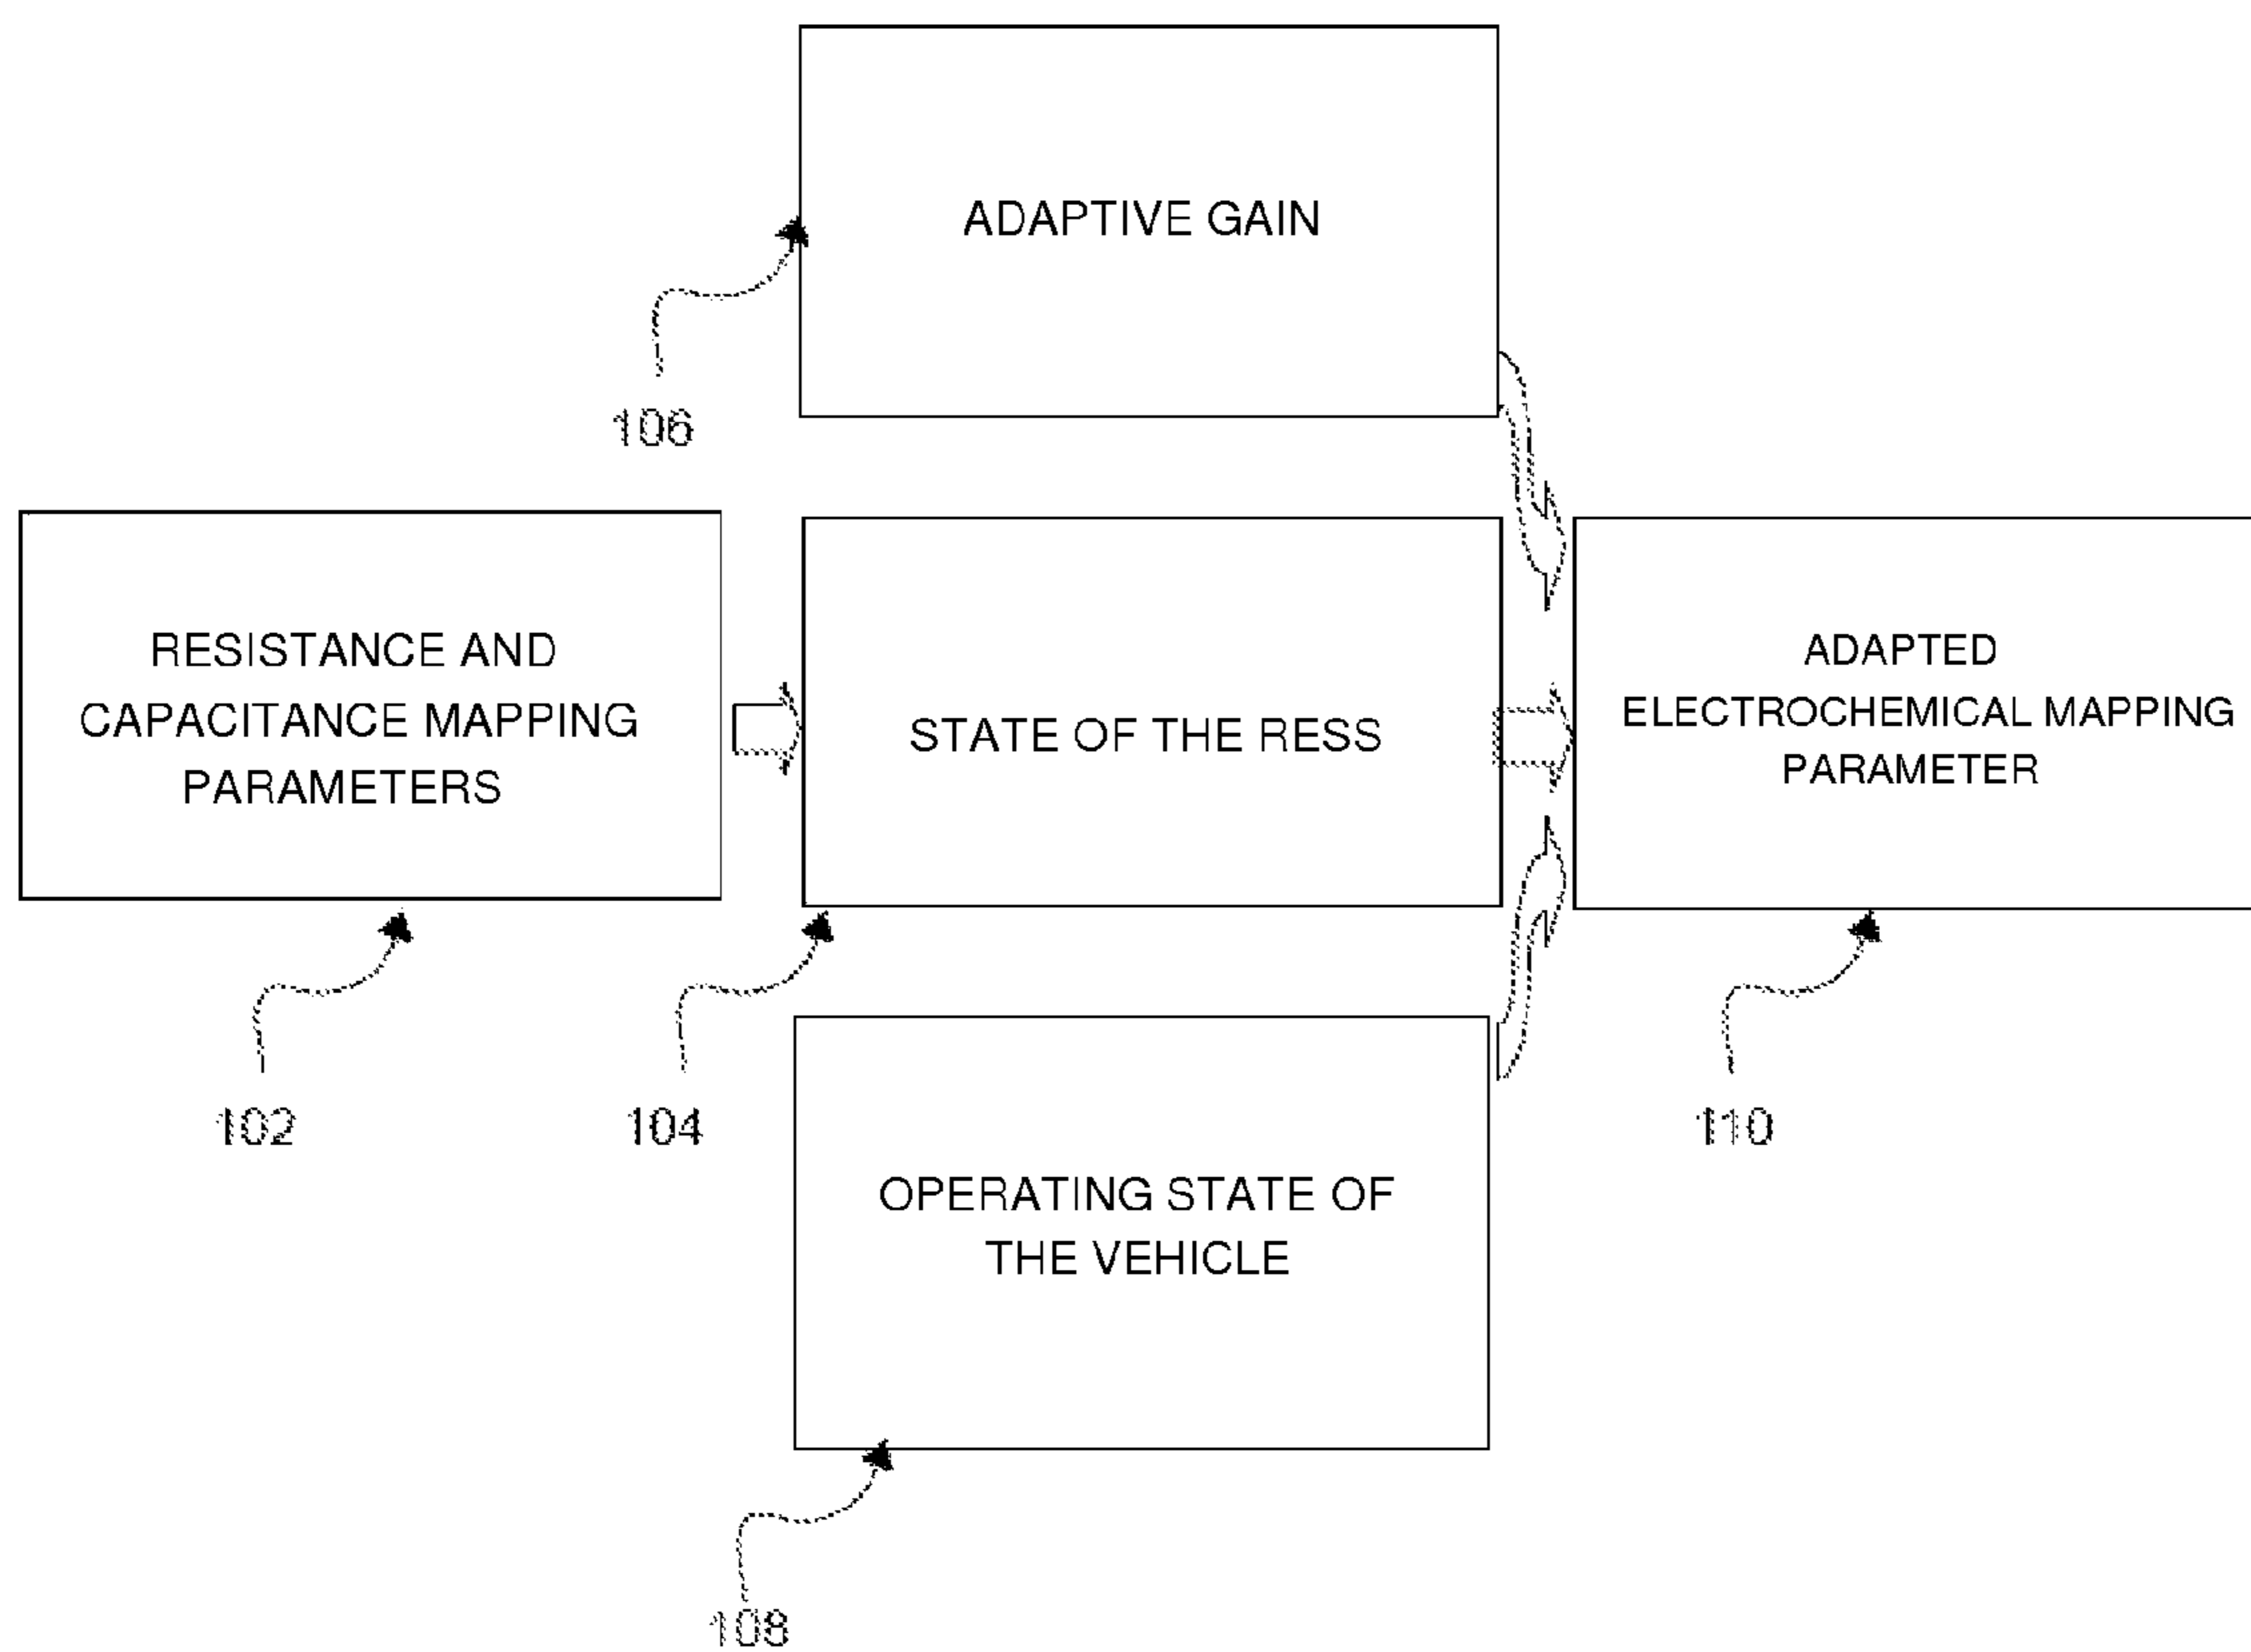 ADAPTIVE GAIN
106
RESISTANCE AND
CAPACITANCE MAPPING
PARAMETERS
102
STATE OF THE RESS
104
ADAPTED
ELECTROCHEMICAL MAPPING
PARAMETER
110
OPERATING STATE OF
THE VEHICLE
108